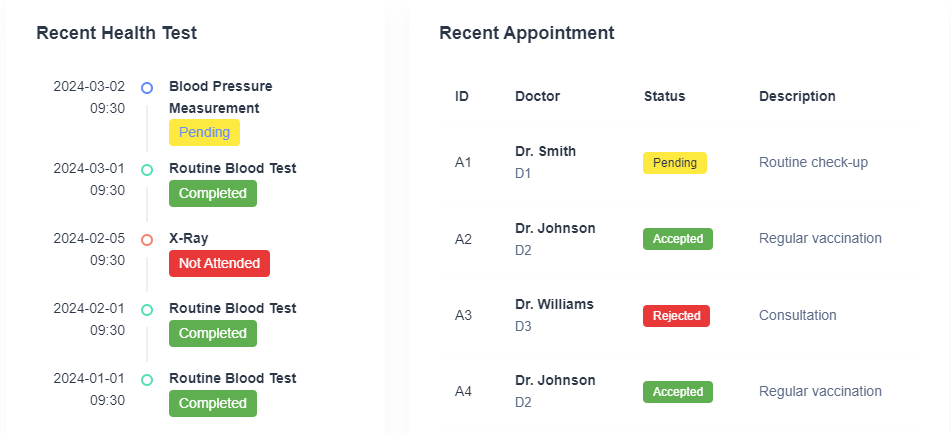 Recent Health Test
2024-03-02
09:30
Blood Pressure
Measurement
Pending
2024-03-01
09:30
Routine Blood Test
Completed
2024-02-05
09:30
X-Ray
Not Attended
2024-02-01
09:30
Routine Blood Test
Completed
2024-01-01
09:30
Routine Blood Test
Completed
Recent Appointment
ID Doctor Status Description
A1 Dr. Smith Pending Routine check-up
D1
A2 Dr. Johnson Accepted Regular vaccination
D2
A3 Dr. Williams Rejected Consultation
D3
A4 Dr. Johnson Accepted Regular vaccination
D2